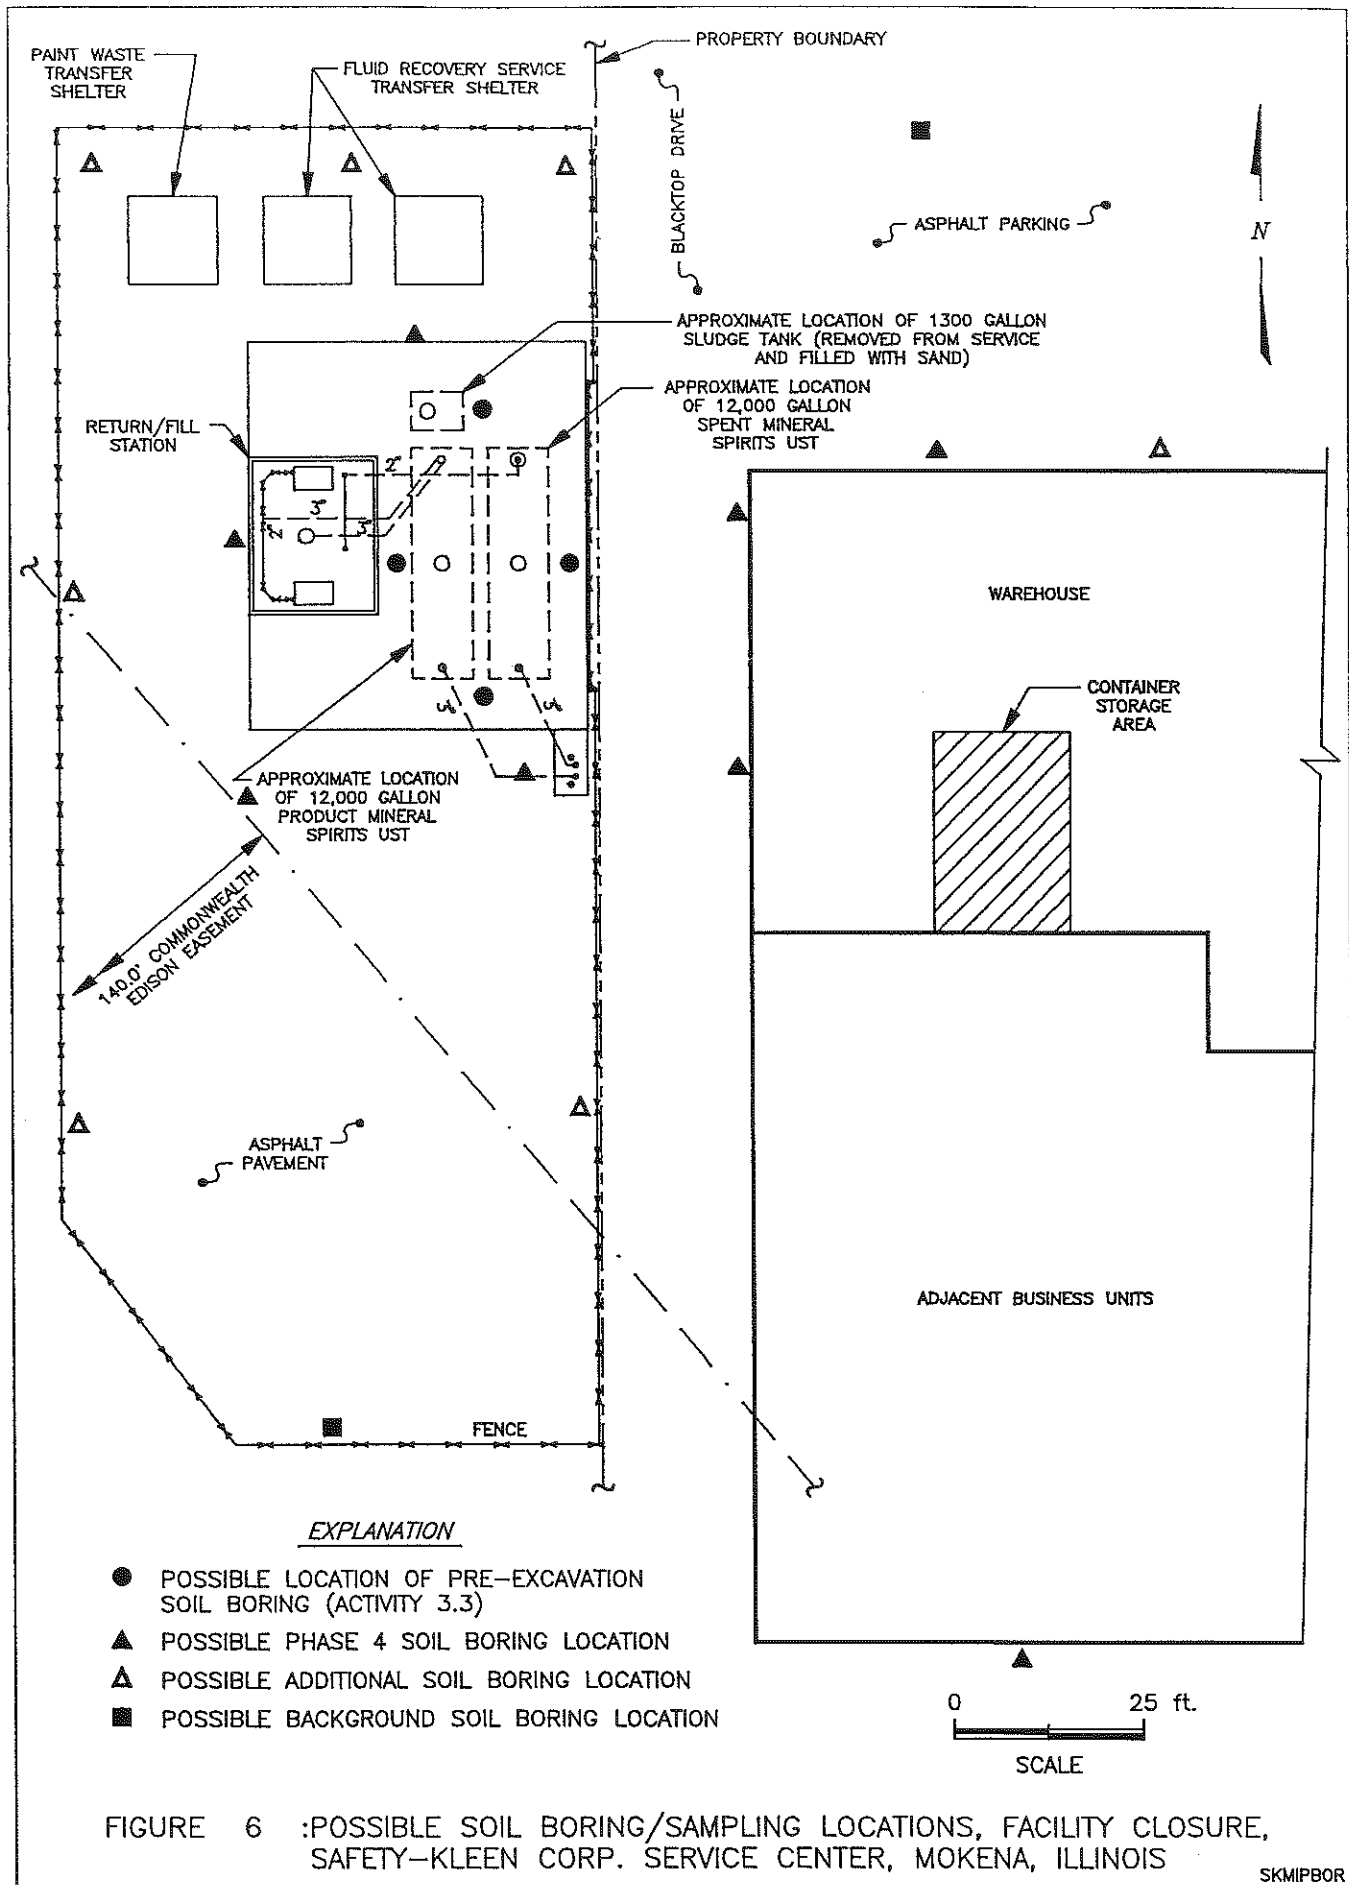 PROPERTY BOUNDARY
PAINT WASTE
TRANSFER
SHELTER
FLUID RECOVERY SERVICE
TRANSFER SHELTER
BLACKTOP DRIVE
ASPHALT PARKING
N
APPROXIMATE LOCATION OF 1300 GALLON
SLUDGE TANK (REMOVED FROM SERVICE
AND FILLED WITH SAND)
APPROXIMATE LOCATION
OF 12,000 GALLON
SPENT MINERAL
SPIRITS UST
RETURN/FILL
STATION
2"
3"
2"
3"
WAREHOUSE
CONTAINER
STORAGE
AREA
3"
3"
APPROXIMATE LOCATION
OF 12,000 GALLON
PRODUCT MINERAL
SPIRITS UST
140.0' COMMONWEALTH
EDISON EASEMENT
ASPHALT
PAVEMENT
ADJACENT BUSINESS UNITS
FENCE
EXPLANATION
POSSIBLE LOCATION OF PRE-EXCAVATION
SOIL BORING (ACTIVITY 3.3)
POSSIBLE PHASE 4 SOIL BORING LOCATION
POSSIBLE ADDITIONAL SOIL BORING LOCATION
POSSIBLE BACKGROUND SOIL BORING LOCATION
0 25 ft.
SCALE
FIGURE 6 :POSSIBLE SOIL BORING/SAMPLING LOCATIONS, FACILITY CLOSURE,
SAFETY-KLEEN CORP. SERVICE CENTER, MOKENA, ILLINOIS
SKMIPBOR